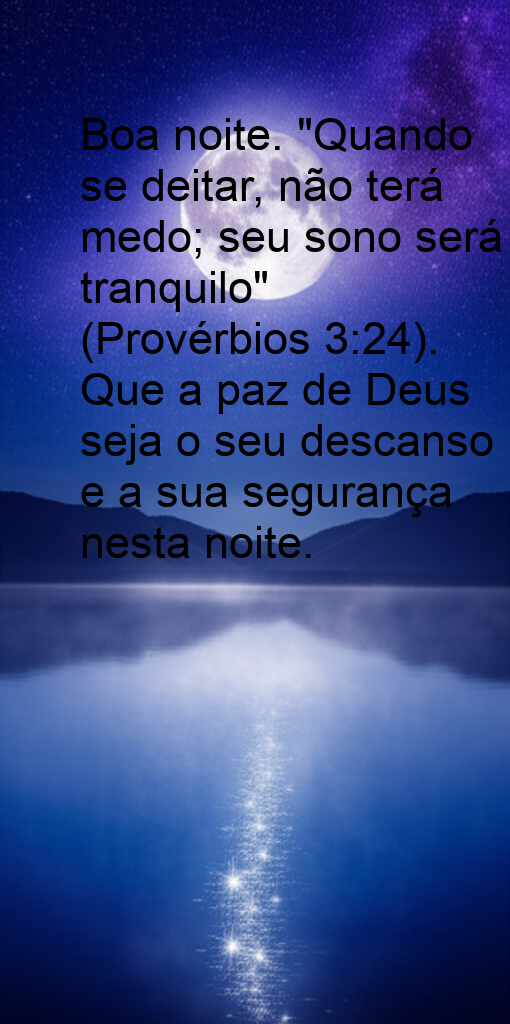 Boa noite. "Quando
se deitar, não terá
medo; seu sono será
tranquilo"
(Provérbios 3:24).
Que a paz de Deus
seja o seu descanso
e a sua segurança
nesta noite.